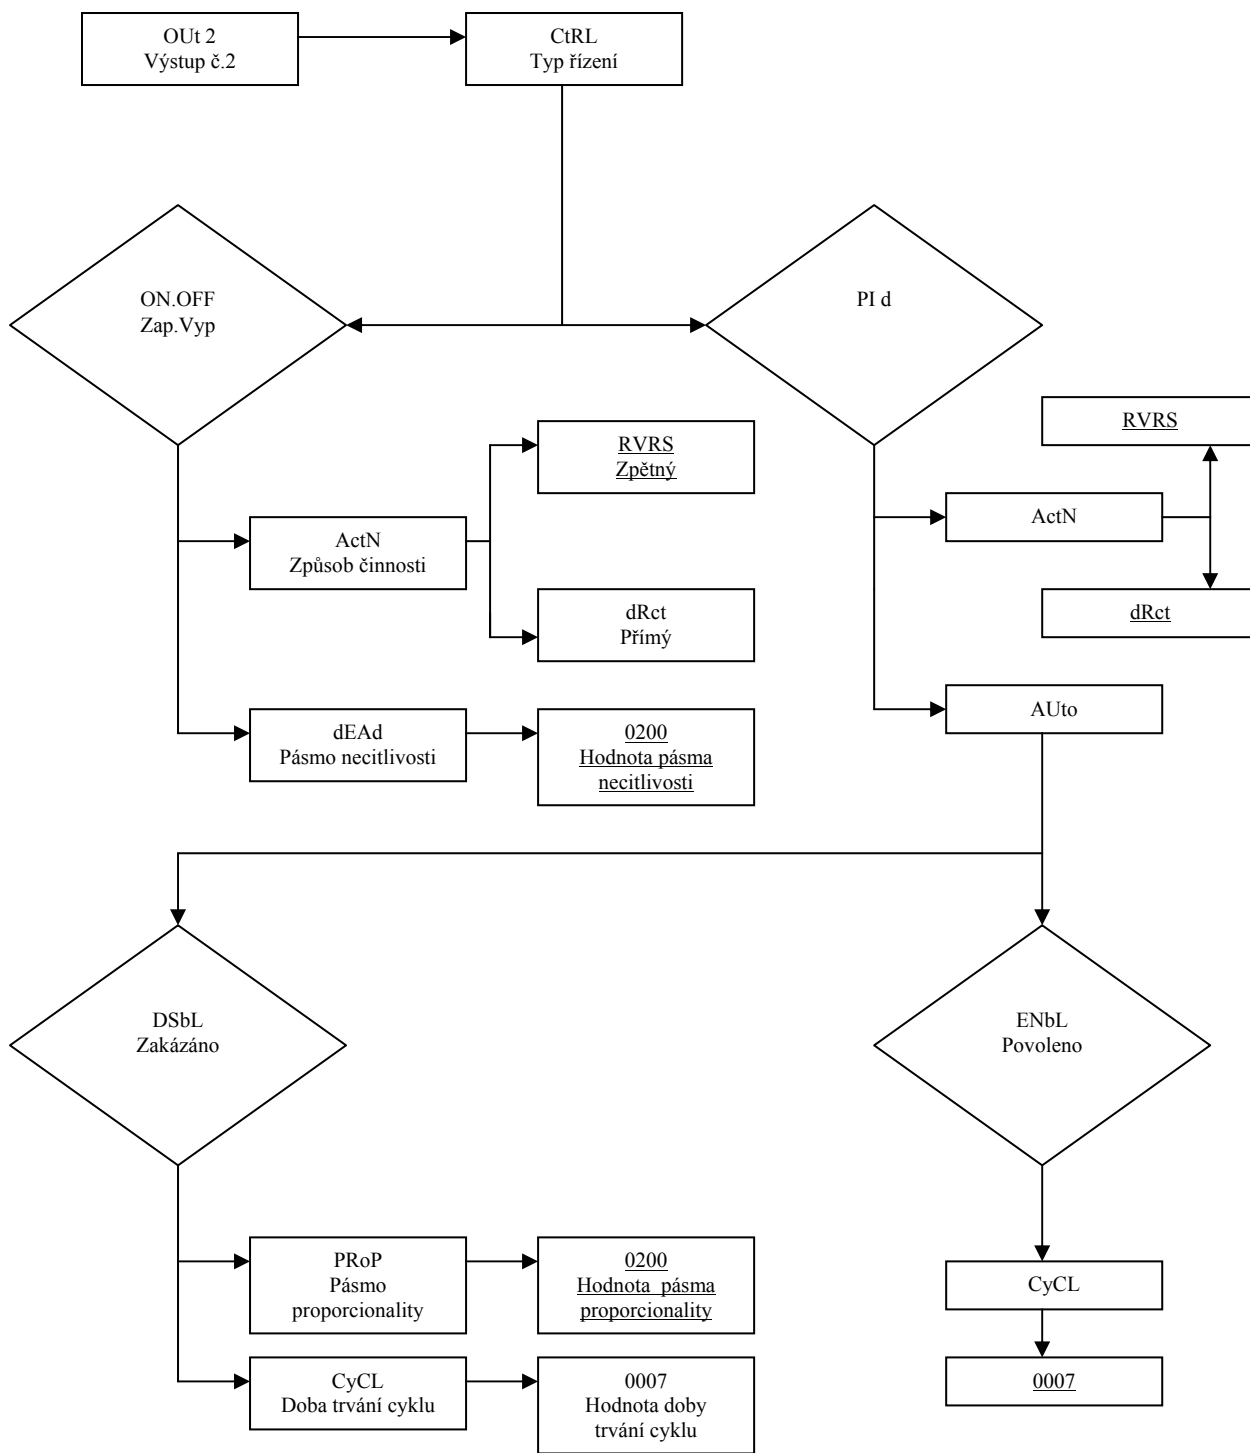 OUt 2
Výstup č.2
CtRL
Typ řízení
ON.OFF
Zap.Vyp
PI d
RVRS
Zpětný
RVRS
ActN
Způsob činnosti
ActN
dRct
Přímý
dRct
dEAd
Pásmo necitlivosti
0200
Hodnota pásma
necitlivosti
AUto
DSbL
Zakázáno
ENbL
Povoleno
PRoP
Pásmo
proporcionality
0200
Hodnota pásma
proporcionality
CyCL
CyCL
Doba trvání cyklu
0007
Hodnota doby
trvání cyklu
0007